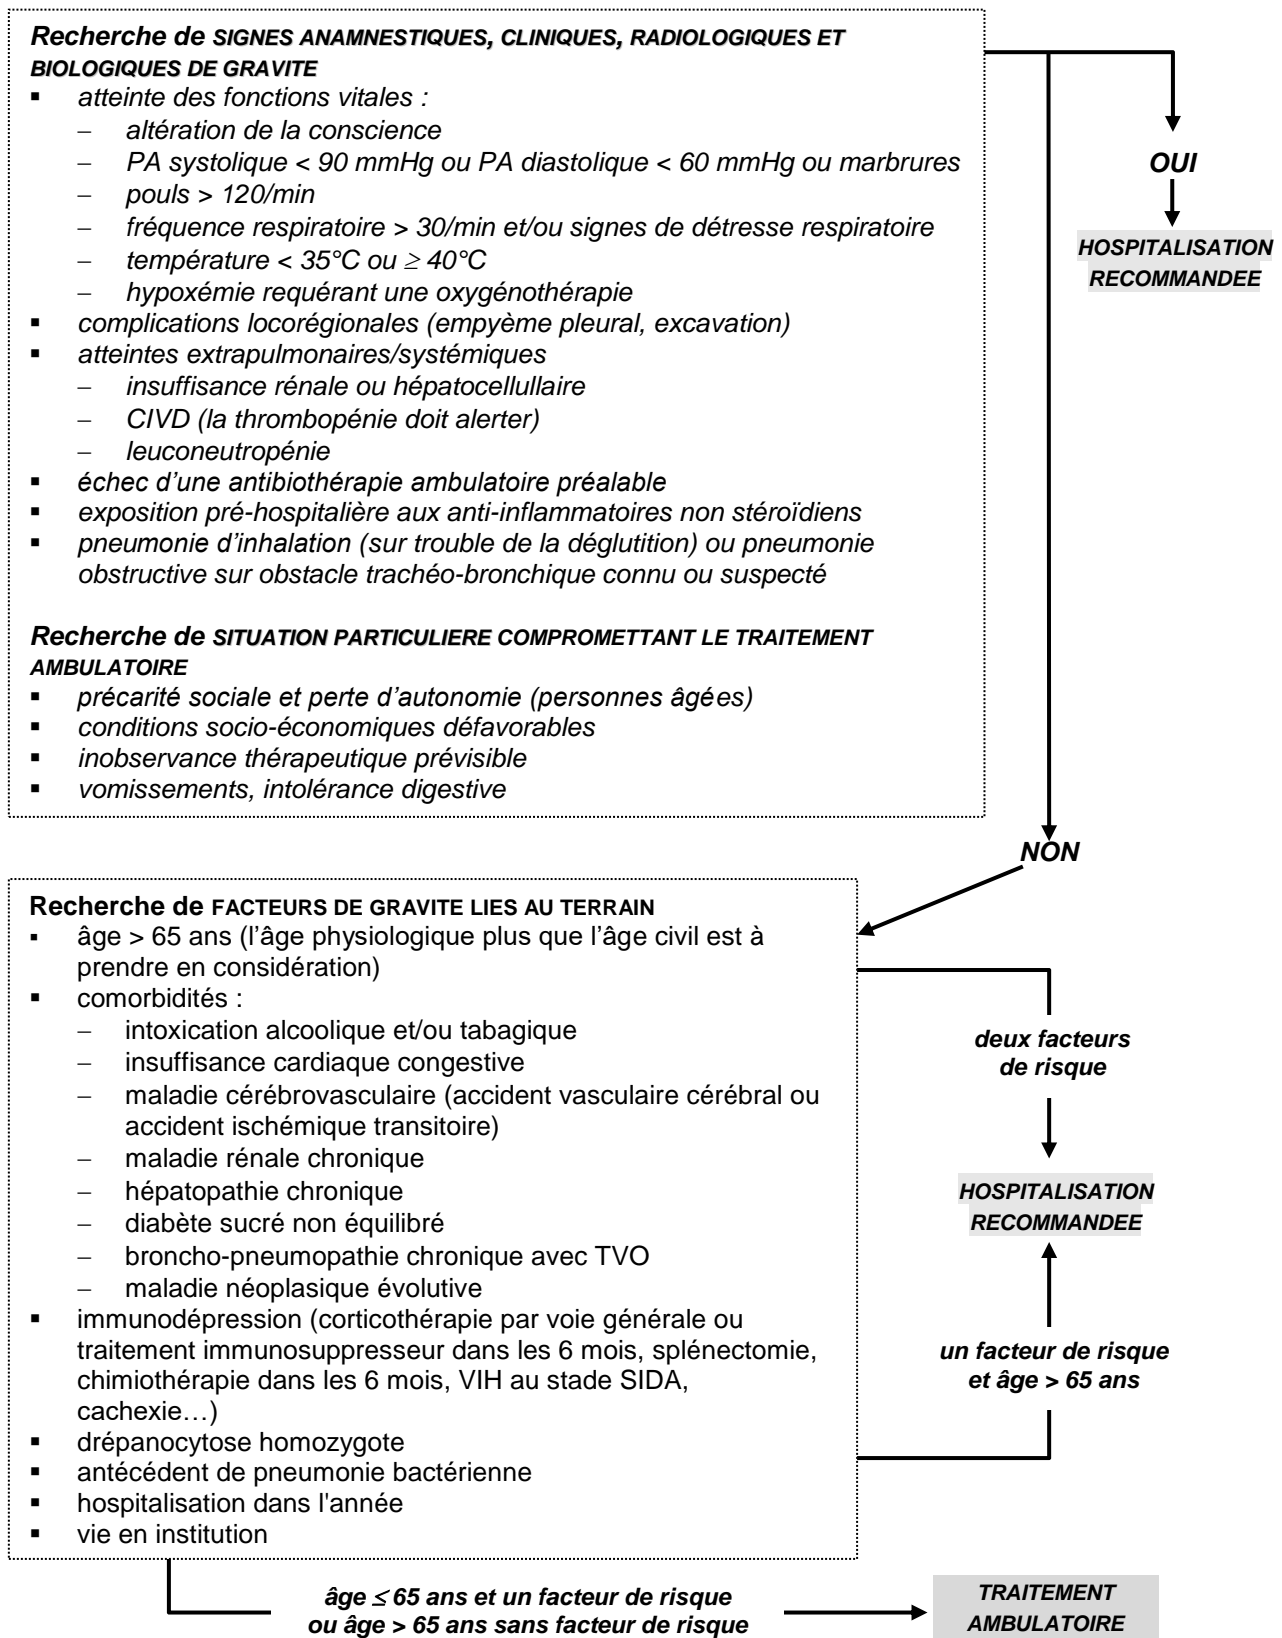 Recherche de SIGNES ANAMNESTIQUES, CLINIQUES, RADIOLOGIQUES ET
BIOLOGIQUES DE GRAVITE
▪ atteinte des fonctions vitales :
– altération de la conscience
– PA systolique < 90 mmHg ou PA diastolique < 60 mmHg ou marbrures
– pouls > 120/min
– fréquence respiratoire > 30/min et/ou signes de détresse respiratoire
– température < 35°C ou ≥ 40°C
– hypoxémie requérant une oxygénothérapie
▪ complications locorégionales (empyème pleural, excavation)
▪ atteintes extrapulmonaires/systémiques
– insuffisance rénale ou hépatocellullaire
– CIVD (la thrombopénie doit alerter)
– leuconeutropénie
▪ échec d’une antibiothérapie ambulatoire préalable
▪ exposition pré-hospitalière aux anti-inflammatoires non stéroïdiens
▪ pneumonie d’inhalation (sur trouble de la déglutition) ou pneumonie
obstructive sur obstacle trachéo-bronchique connu ou suspecté
Recherche de SITUATION PARTICULIERE COMPROMETTANT LE TRAITEMENT
AMBULATOIRE
▪ précarité sociale et perte d’autonomie (personnes âgées)
▪ conditions socio-économiques défavorables
▪ inobservance thérapeutique prévisible
▪ vomissements, intolérance digestive
OUI
HOSPITALISATION
RECOMMANDEE
NON
Recherche de FACTEURS DE GRAVITE LIES AU TERRAIN
▪ âge > 65 ans (l’âge physiologique plus que l’âge civil est à
prendre en considération)
▪ comorbidités :
– intoxication alcoolique et/ou tabagique
– insuffisance cardiaque congestive
– maladie cérébrovasculaire (accident vasculaire cérébral ou
accident ischémique transitoire)
– maladie rénale chronique
– hépatopathie chronique
– diabète sucré non équilibré
– broncho-pneumopathie chronique avec TVO
– maladie néoplasique évolutive
▪ immunodépression (corticothérapie par voie générale ou
traitement immunosuppresseur dans les 6 mois, splénectomie,
chimiothérapie dans les 6 mois, VIH au stade SIDA,
cachexie…)
▪ drépanocytose homozygote
▪ antécédent de pneumonie bactérienne
▪ hospitalisation dans l'année
▪ vie en institution
deux facteurs
de risque
HOSPITALISATION
RECOMMANDEE
un facteur de risque
et âge > 65 ans
âge ≤ 65 ans et un facteur de risque
ou âge > 65 ans sans facteur de risque
TRAITEMENT
AMBULATOIRE